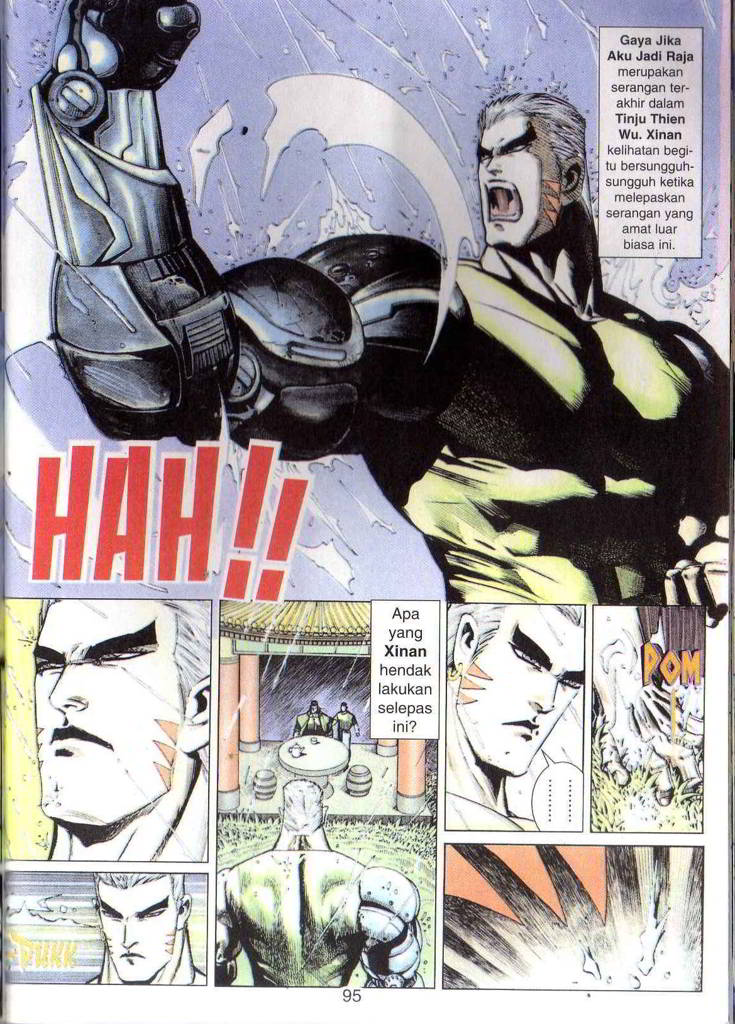 Gaya Jika
Aku Jadi Raja
merupakan
serangan ter-
akhir dalam
Tinju Thien
Wu. Xinan
kelihatan begi-
tu bersungguh-
sungguh ketika
melepaskan
serangan yang
amat luar
biasa ini.
HAH!!
Apa
yang
Xinan
hendak
lakukan
selepas
ini?
POM
!
......
95